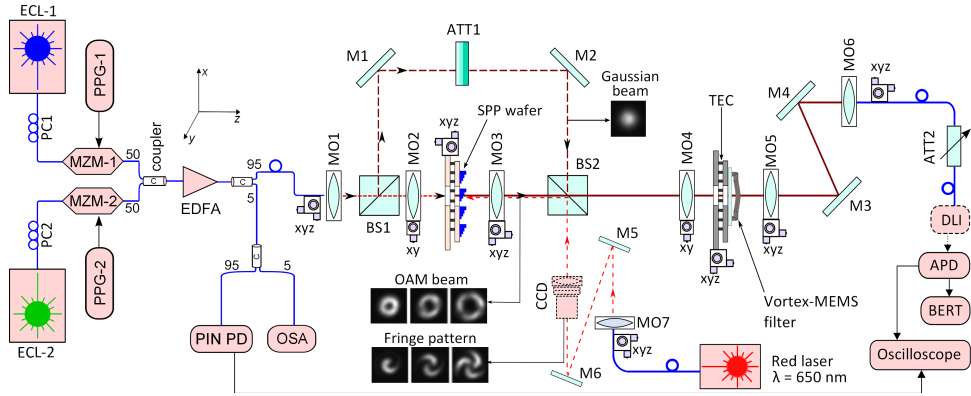 ECL-1
PPG-1
PC1
MZM-1
50
coupler
C
x
y
z
MZM-2
50
PC2
PPG-2
ECL-2
EDFA
C
95
5
C
95
5
PIN PD
OSA
xyz
MO1
M1
ATT1
M2
Gaussian
beam
BS1
MO2
xy
xyz
SPP wafer
MO3
xyz
BS2
OAM beam
Fringe pattern
CCD
M5
M6
MO7
xyz
Red laser
λ = 650 nm
MO4
xy
TEC
xyz
MO5
xyz
Vortex-MEMS
filter
M3
M4
MO6
xyz
ATT2
DLI
APD
BERT
Oscilloscope